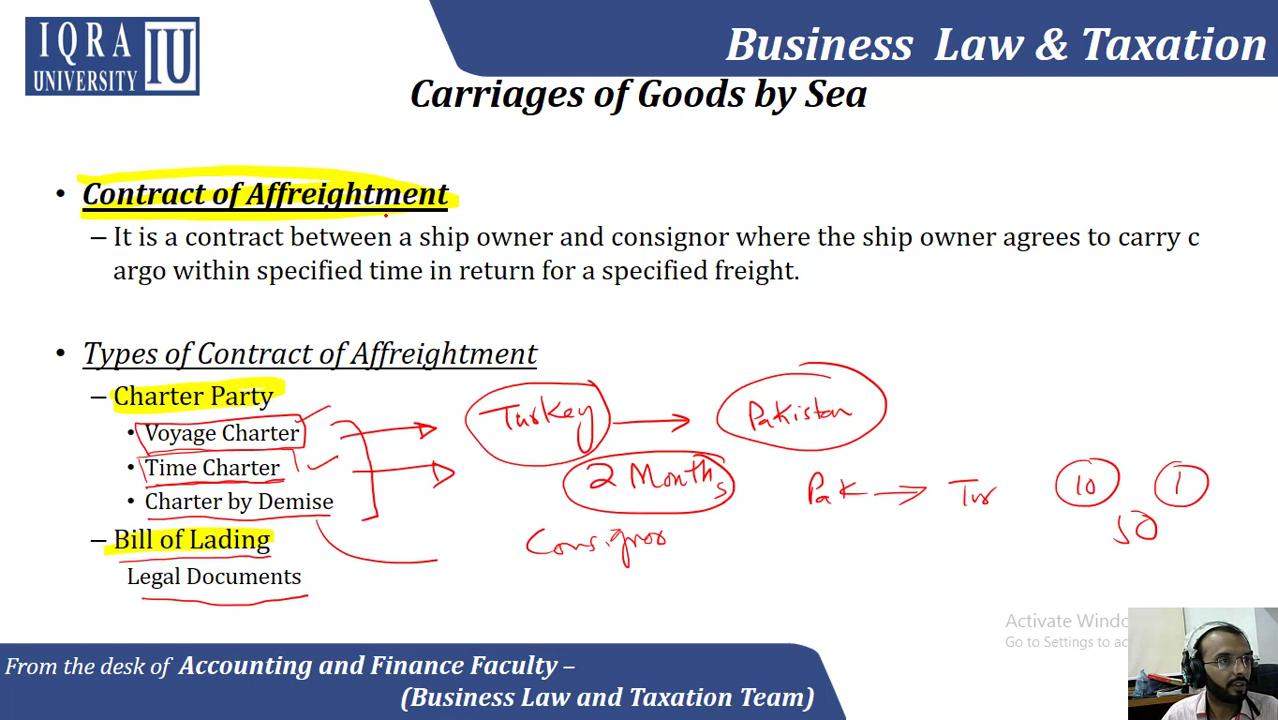 IQRA
UNIVERSITY
IU
Business Law & Taxation
Carriages of Goods by Sea
• Contract of Affreightment
– It is a contract between a ship owner and consignor where the ship owner agrees to carry c
argo within specified time in return for a specified freight.
• Types of Contract of Affreightment
– Charter Party
• Voyage Charter
Turkey → Pakistan
• Time Charter
2 Months
Pak → Tur
10 1
50
• Charter by Demise
Consignor
– Bill of Lading
Legal Documents
Activate Windo
Go to Settings to ac
From the desk of Accounting and Finance Faculty –
(Business Law and Taxation Team)